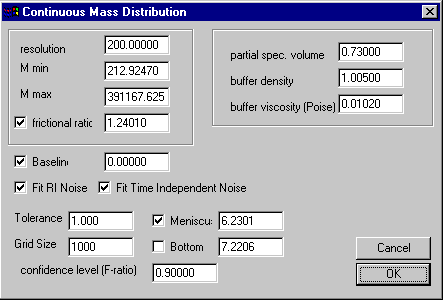 Continuous Mass Distribution
resolution 200.00000
M min 212.92470
M max 391167.625
frictional ratic 1.24010
partial spec. volume 0.73000
buffer density 1.00500
buffer viscosity (Poise) 0.01020
Baseline 0.00000
Fit RI Noise Fit Time Independent Noise
Tolerance 1.000 Meniscu: 6.2301
Grid Size 1000 Bottom 7.2206
confidence level (F-ratio) 0.90000
Cancel
OK